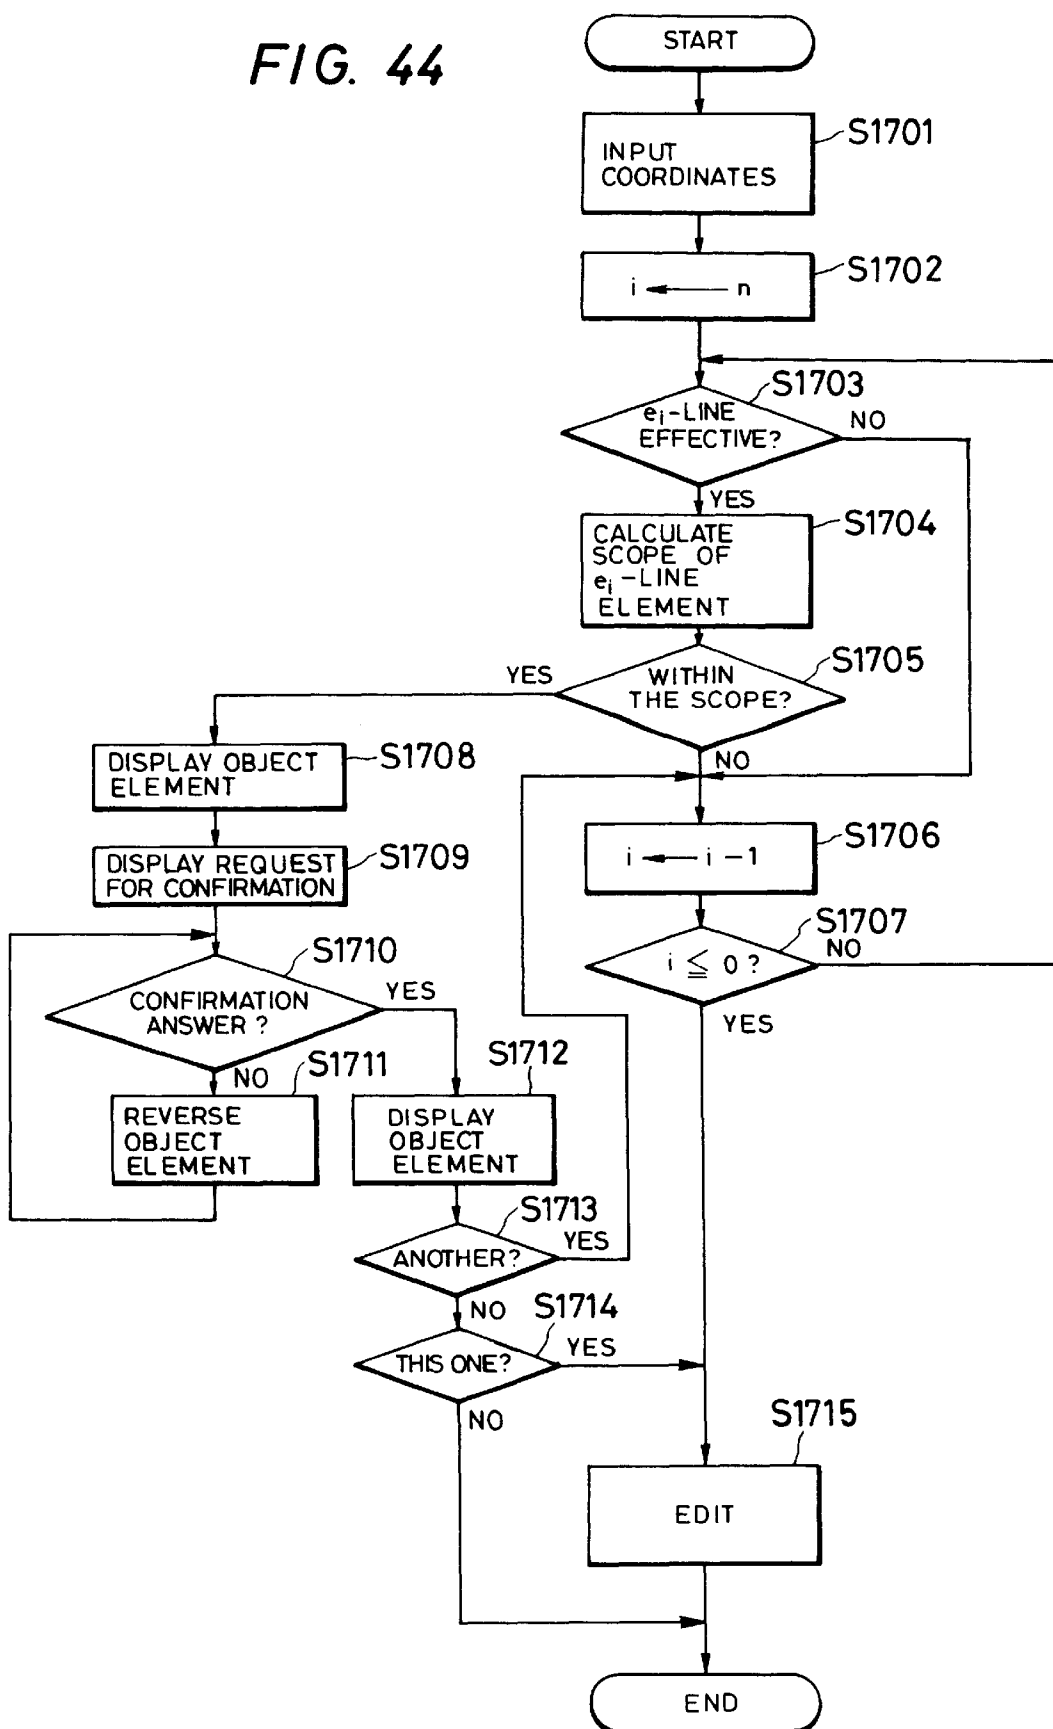 FIG. 44
START
S1701
INPUT
COORDINATES
S1702
i ← n
S1703
ei-LINE
EFFECTIVE?
NO
YES
S1704
CALCULATE
SCOPE OF
ei-LINE
ELEMENT
S1705
WITHIN
THE SCOPE?
YES
NO
S1708
DISPLAY OBJECT
ELEMENT
S1706
i ← i-1
S1709
DISPLAY REQUEST
FOR CONFIRMATION
S1707
i ≦ 0?
NO
YES
S1710
CONFIRMATION
ANSWER?
YES
NO
S1711
REVERSE
OBJECT
ELEMENT
S1712
DISPLAY
OBJECT
ELEMENT
S1713
ANOTHER?
YES
NO
S1714
THIS ONE?
YES
NO
S1715
EDIT
END